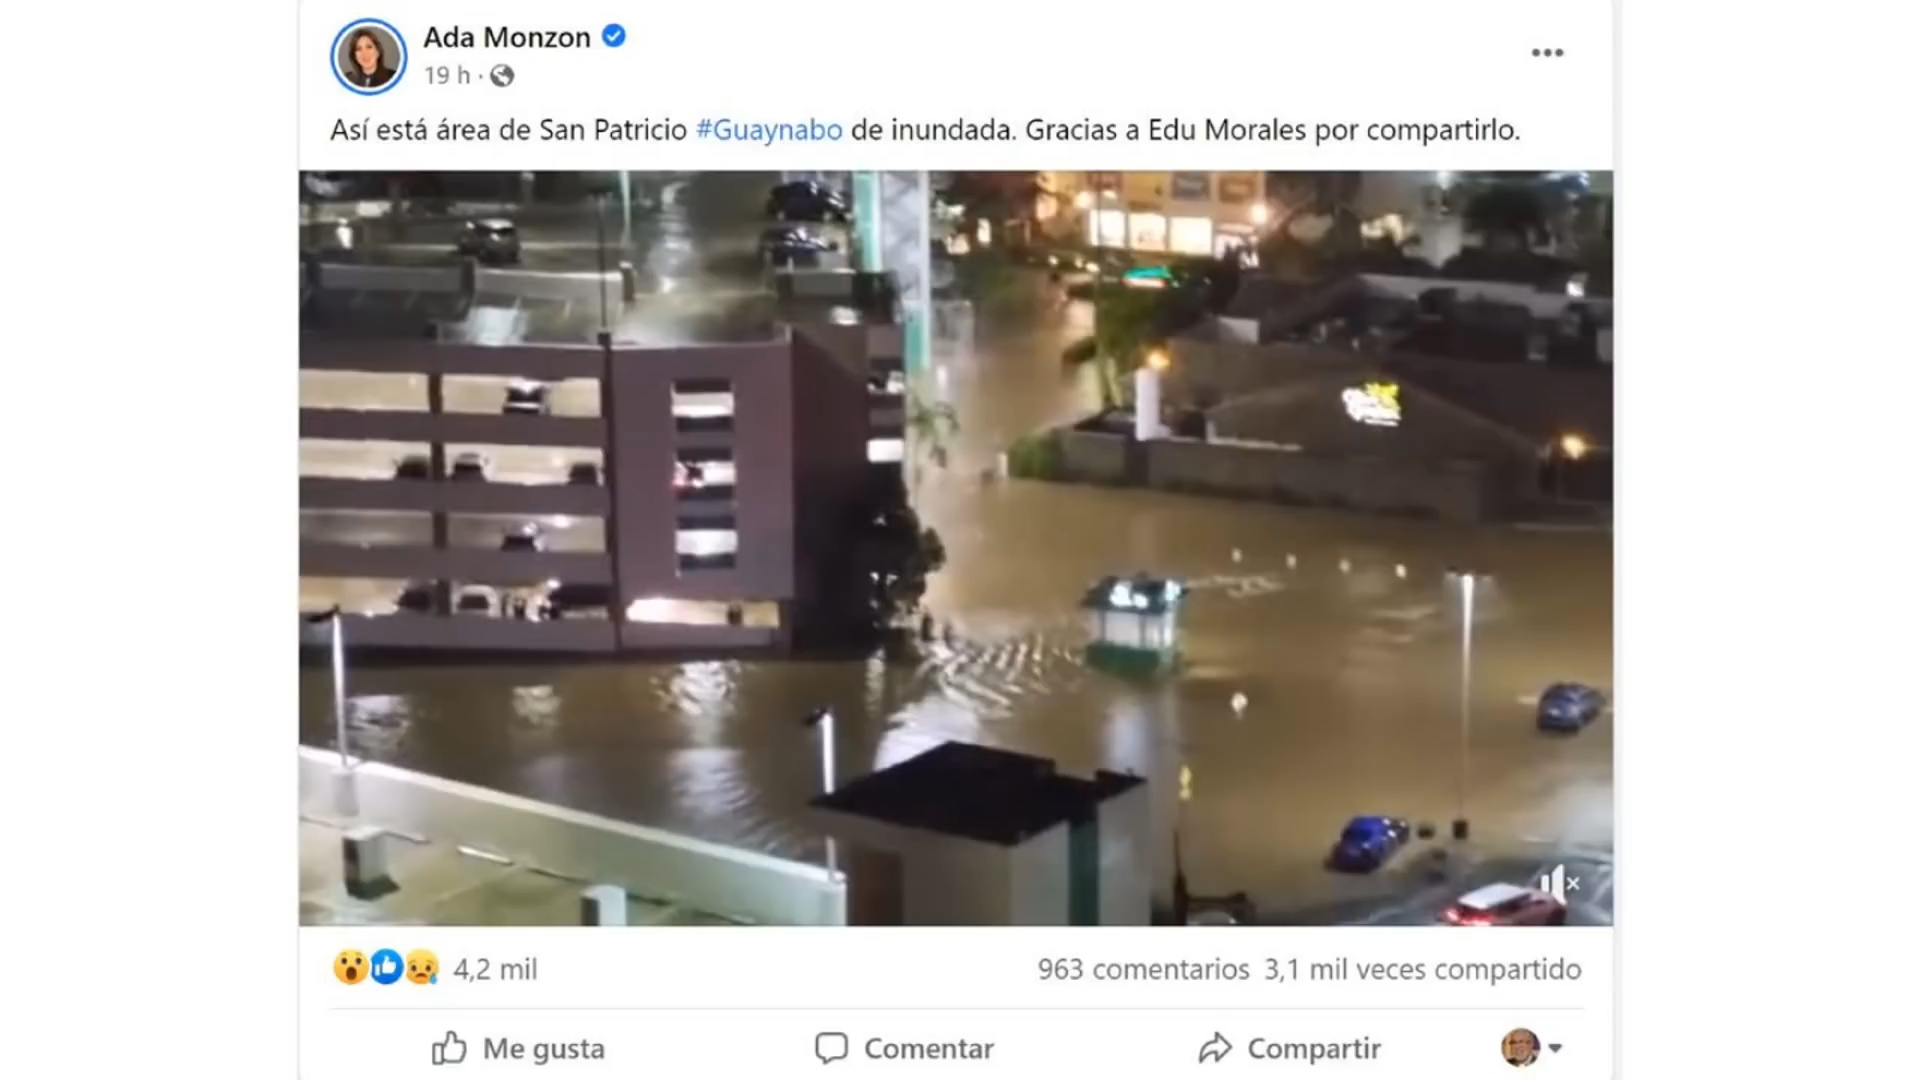 Ada Monzon
19 h ·
Así está área de San Patricio #Guaynabo de inundada. Gracias a Edu Morales por compartirlo.
4,2 mil
963 comentarios 3,1 mil veces compartido
Me gusta
Comentar
Compartir